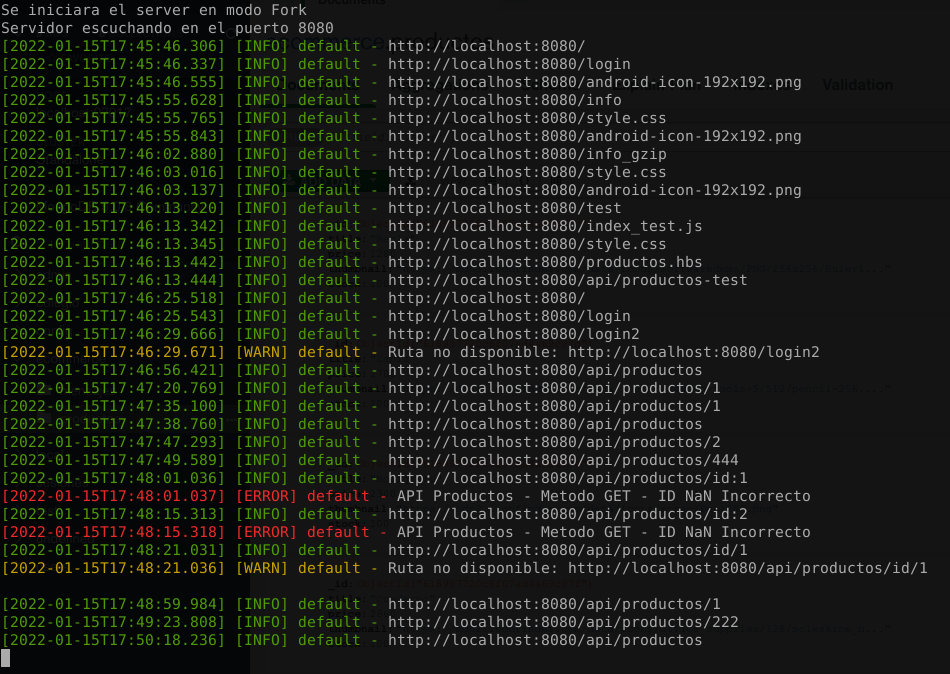 Se iniciara el server en modo Fork
Servidor escuchando en el puerto 8080
[2022-01-15T17:45:46.306] [INFO] default - http://localhost:8080/
[2022-01-15T17:45:46.337] [INFO] default - http://localhost:8080/login
[2022-01-15T17:45:46.555] [INFO] default - http://localhost:8080/android-icon-192x192.png
[2022-01-15T17:45:55.628] [INFO] default - http://localhost:8080/info
[2022-01-15T17:45:55.765] [INFO] default - http://localhost:8080/style.css
[2022-01-15T17:45:55.843] [INFO] default - http://localhost:8080/android-icon-192x192.png
[2022-01-15T17:46:02.880] [INFO] default - http://localhost:8080/info_gzip
[2022-01-15T17:46:03.016] [INFO] default - http://localhost:8080/style.css
[2022-01-15T17:46:03.137] [INFO] default - http://localhost:8080/android-icon-192x192.png
[2022-01-15T17:46:13.220] [INFO] default - http://localhost:8080/test
[2022-01-15T17:46:13.342] [INFO] default - http://localhost:8080/index_test.js
[2022-01-15T17:46:13.345] [INFO] default - http://localhost:8080/style.css
[2022-01-15T17:46:13.442] [INFO] default - http://localhost:8080/productos.hbs
[2022-01-15T17:46:13.444] [INFO] default - http://localhost:8080/api/productos-test
[2022-01-15T17:46:25.518] [INFO] default - http://localhost:8080/
[2022-01-15T17:46:25.543] [INFO] default - http://localhost:8080/login
[2022-01-15T17:46:29.666] [INFO] default - http://localhost:8080/login2
[2022-01-15T17:46:29.671] [WARN] default - Ruta no disponible: http://localhost:8080/login2
[2022-01-15T17:46:56.421] [INFO] default - http://localhost:8080/api/productos
[2022-01-15T17:47:20.769] [INFO] default - http://localhost:8080/api/productos/1
[2022-01-15T17:47:35.100] [INFO] default - http://localhost:8080/api/productos/1
[2022-01-15T17:47:38.760] [INFO] default - http://localhost:8080/api/productos
[2022-01-15T17:47:47.293] [INFO] default - http://localhost:8080/api/productos/2
[2022-01-15T17:47:49.589] [INFO] default - http://localhost:8080/api/productos/444
[2022-01-15T17:48:01.036] [INFO] default - http://localhost:8080/api/productos/id:1
[2022-01-15T17:48:01.037] [ERROR] default - API Productos - Metodo GET - ID NaN Incorrecto
[2022-01-15T17:48:15.313] [INFO] default - http://localhost:8080/api/productos/id:2
[2022-01-15T17:48:15.318] [ERROR] default - API Productos - Metodo GET - ID NaN Incorrecto
[2022-01-15T17:48:21.031] [INFO] default - http://localhost:8080/api/productos/id/1
[2022-01-15T17:48:21.036] [WARN] default - Ruta no disponible: http://localhost:8080/api/productos/id/1
[2022-01-15T17:48:59.984] [INFO] default - http://localhost:8080/api/productos/1
[2022-01-15T17:49:23.808] [INFO] default - http://localhost:8080/api/productos/222
[2022-01-15T17:50:18.236] [INFO] default - http://localhost:8080/api/productos
Documents
Validation